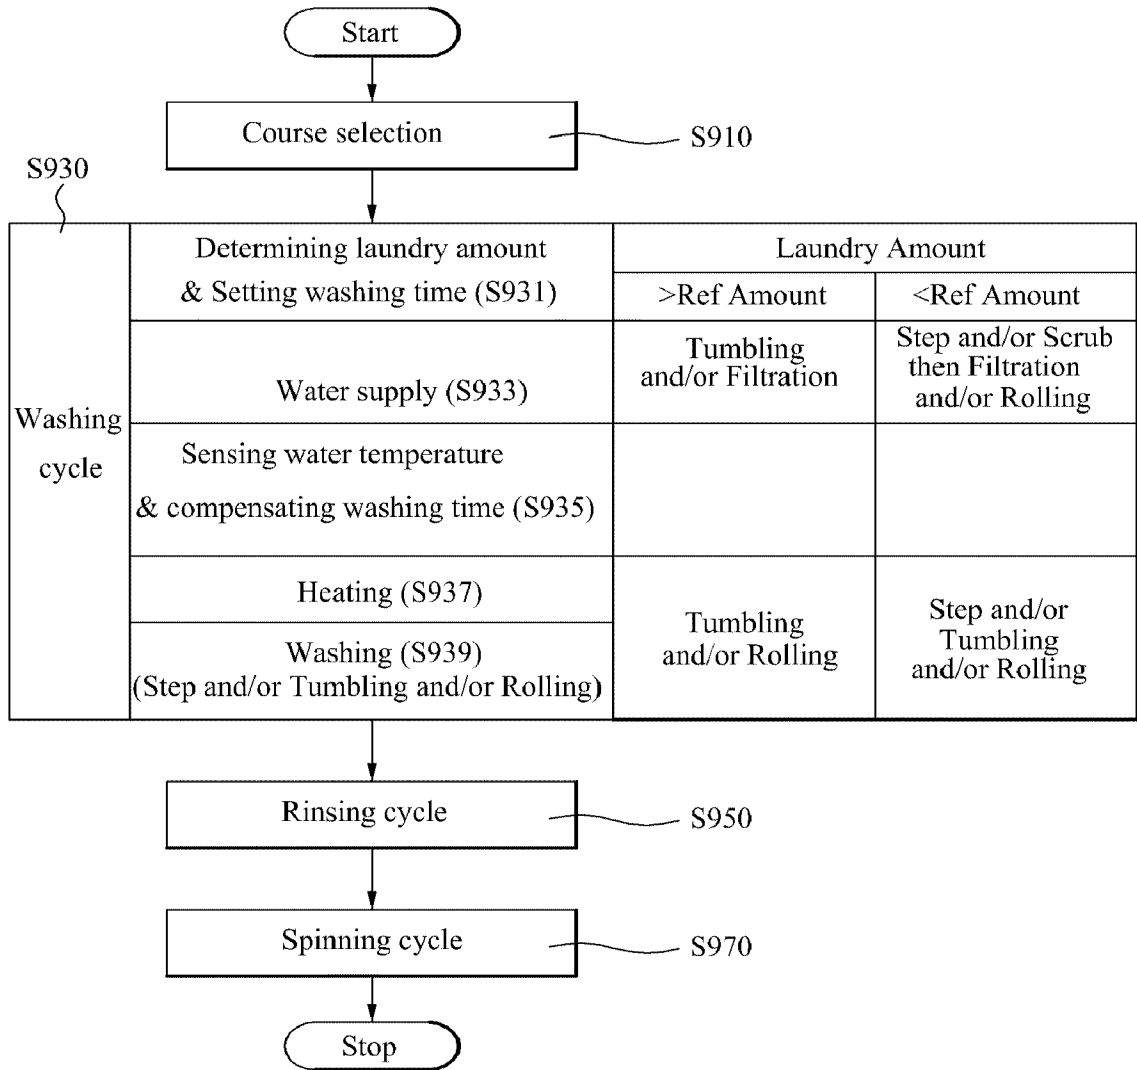 Start
Course selection
S910
S930
Washing
cycle
Determining laundry amount
& Setting washing time (S931)
Laundry Amount
>Ref Amount
<Ref Amount
Water supply (S933)
Tumbling
and/or Filtration
Step and/or Scrub
then Filtration
and/or Rolling
Sensing water temperature
& compensating washing time (S935)
Heating (S937)
Washing (S939)
(Step and/or Tumbling and/or Rolling)
Tumbling
and/or Rolling
Step and/or
Tumbling
and/or Rolling
Rinsing cycle
S950
Spinning cycle
S970
Stop